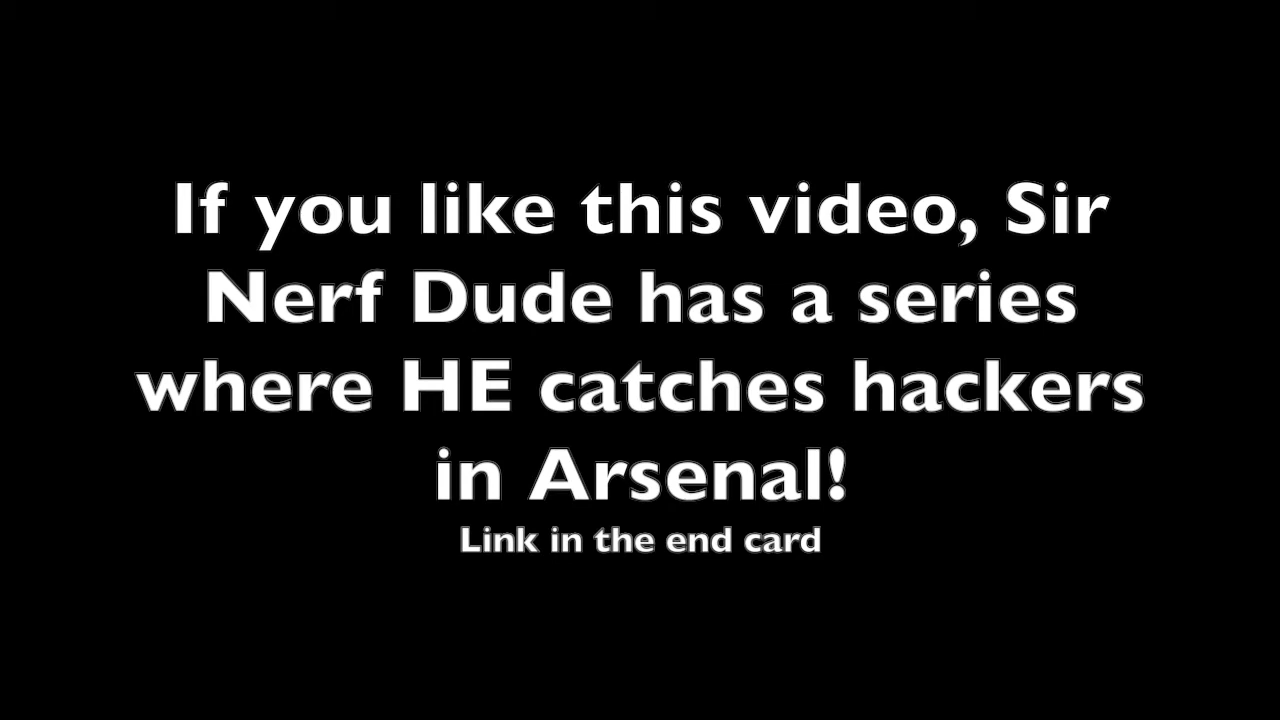 If you like this video, Sir
Nerf Dude has a series
where HE catches hackers
in Arsenal!
Link in the end card